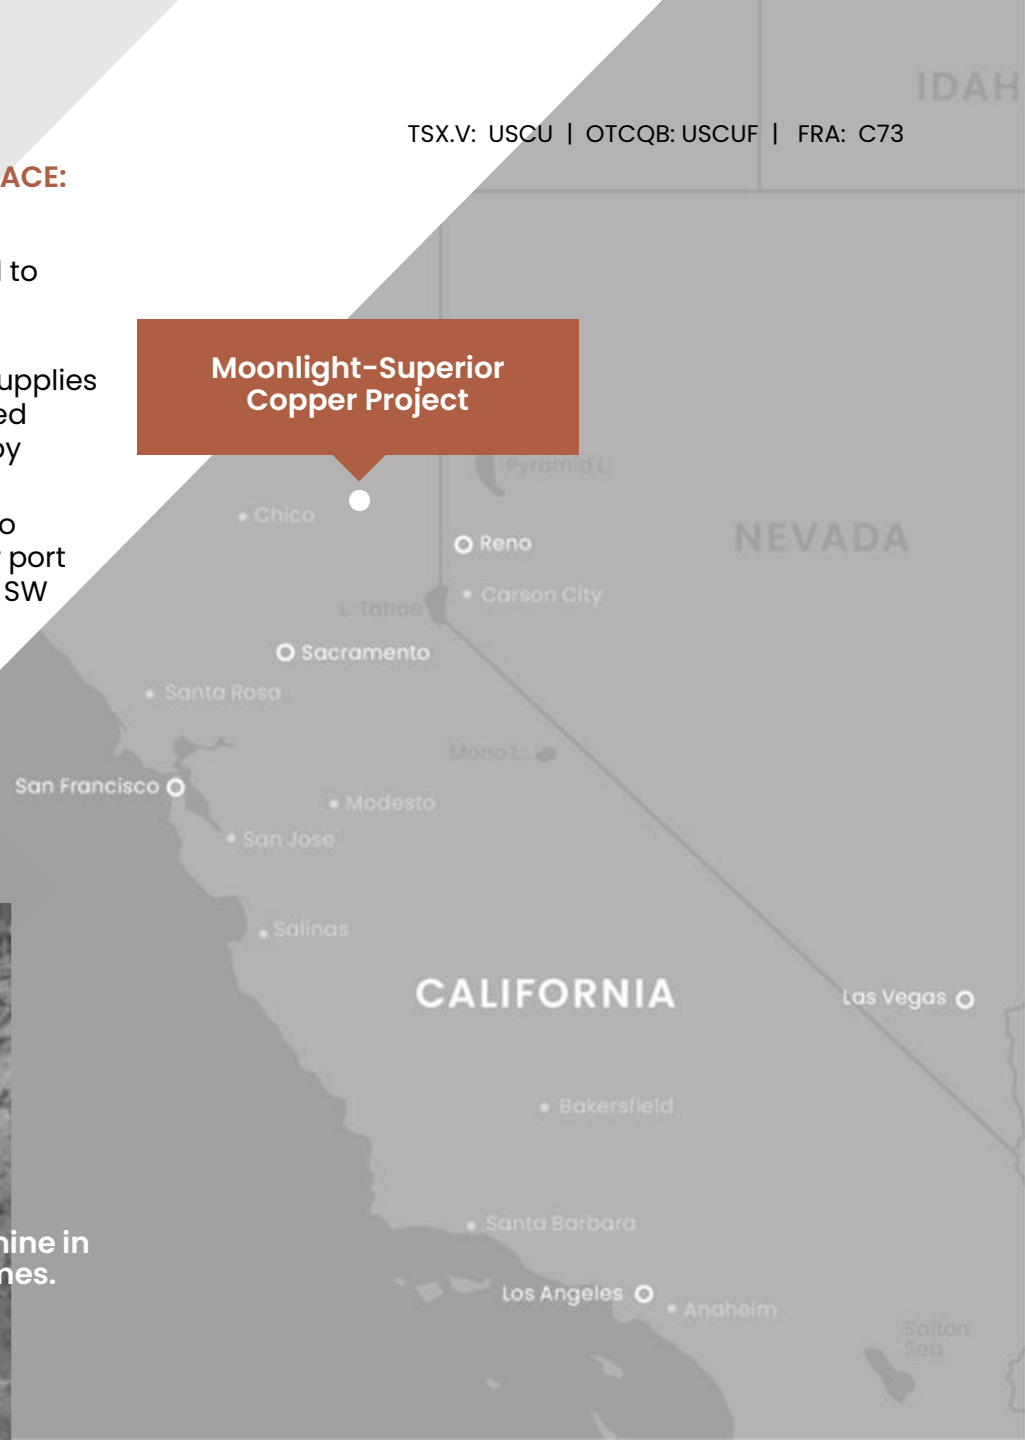 IDAH
TSX.V: USCU | OTCQB: USCUF | FRA: C73
ACE:
to
upplies
ed
by
o
port
SW
Moonlight-Superior
Copper Project
Pyramid L.
Chico
Reno
NEVADA
Carson City
L. Tahoe
Sacramento
Santa Rosa
Mono L.
San Francisco
Modesto
San Jose
Salinas
CALIFORNIA
Las Vegas
Bakersfield
Santa Barbara
nine in
mes.
Los Angeles
Anaheim
Salton
Sea